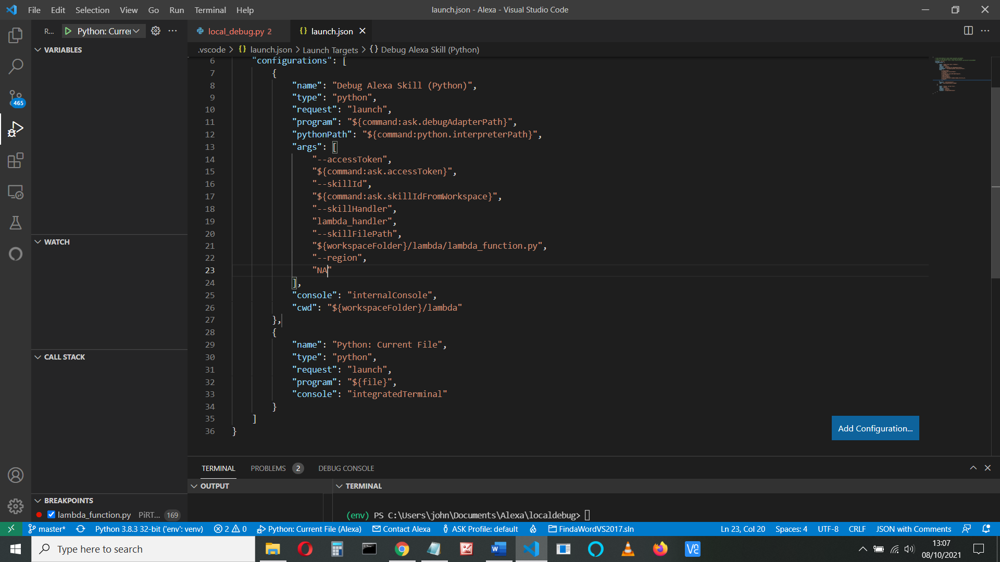 File Edit Selection View Go Run Terminal Help
launch.json - Alexa - Visual Studio Code
R... Python: Curre
local_debug.py 2
{} launch.json
.vscode > {} launch.json > Launch Targets > {} Debug Alexa Skill (Python)
VARIABLES
WATCH
CALL STACK
BREAKPOINTS
lambda_function.py PiRT... 169
465
6 "configurations": [
7 {
8 "name": "Debug Alexa Skill (Python)",
9 "type": "python",
10 "request": "launch",
11 "program": "${command:ask.debugAdapterPath}",
12 "pythonPath": "${command:python.interpreterPath}",
13 "args": [
14 "--accessToken",
15 "${command:ask.accessToken}",
16 "--skillId",
17 "${command:ask.skillIdFromWorkspace}",
18 "--skillHandler",
19 "lambda_handler",
20 "--skillFilePath",
21 "${workspaceFolder}/lambda/lambda_function.py",
22 "--region",
23 "NA"
24 ],
25 "console": "internalConsole",
26 "cwd": "${workspaceFolder}/lambda"
27 },
28 {
29 "name": "Python: Current File",
30 "type": "python",
31 "request": "launch",
32 "program": "${file}",
33 "console": "integratedTerminal"
34 }
35 ]
36 }
Add Configuration...
TERMINAL PROBLEMS 2 DEBUG CONSOLE
OUTPUT
TERMINAL
(env) PS C:\Users\john\Documents\Alexa\localdebug>
master* Python 3.8.3 32-bit ('env': venv) 2 0 Python: Current File (Alexa) Contact Alexa ASK Profile: default FindaWordVS2017.sln Ln 23, Col 20 Spaces: 4 UTF-8 CRLF JSON with Comments
Type here to search
13:07
08/10/2021